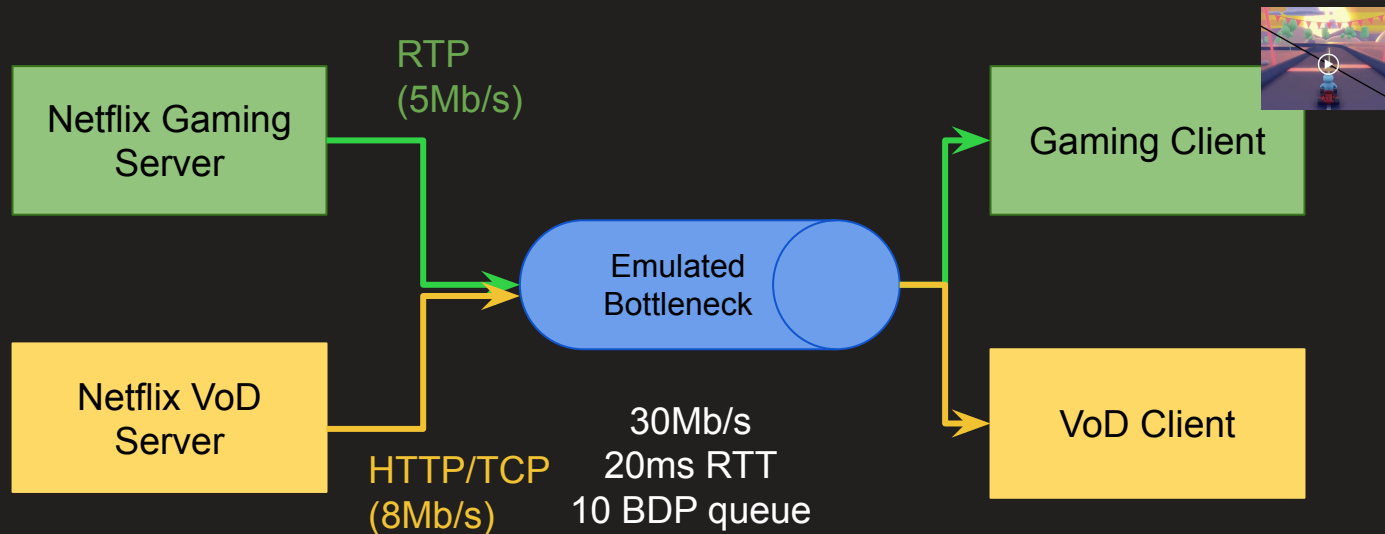 RTP
(5Mb/s)
Netflix Gaming
Server
Gaming Client
Emulated
Bottleneck
Netflix VoD
Server
HTTP/TCP
(8Mb/s)
30Mb/s
20ms RTT
10 BDP queue
VoD Client